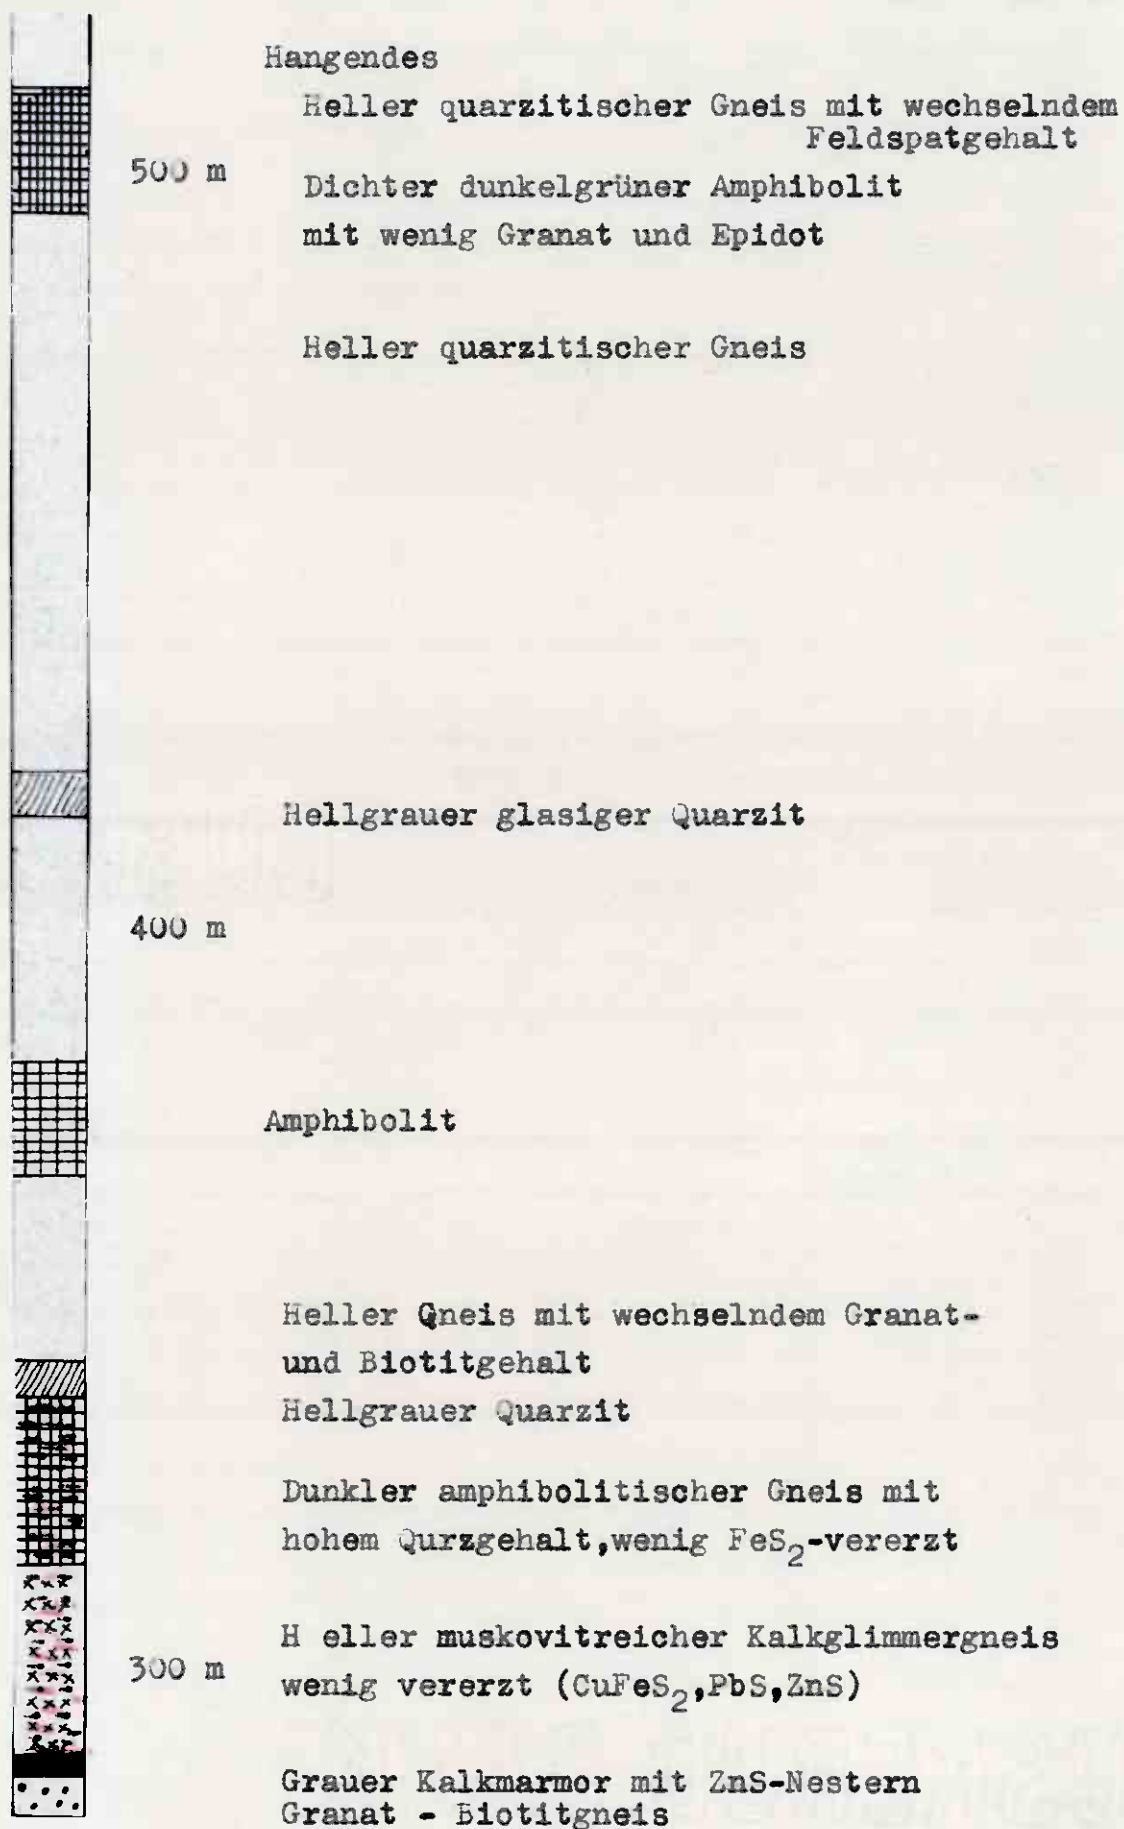 Hangendes
Heller quarzitischer Gneis mit wechselndem
Feldspatgehalt
500 m
Dichter dunkelgrüner Amphibolit
mit wenig Granat und Epidot
Heller quarzitischer Gneis
Hellgrauer glasiger Quarzit
400 m
Amphibolit
Heller Gneis mit wechselndem Granat-
und Biotitgehalt
Hellgrauer Quarzit
Dunkler amphibolitischer Gneis mit
hohem Qurzgehalt,wenig FeS₂-vererzt
H eller muskovitreicher Kalkglimmergneis
300 m
wenig vererzt (CuFeS₂,PbS,ZnS)
Grauer Kalkmarmor mit ZnS-Nestern
Granat - Biotitgneis